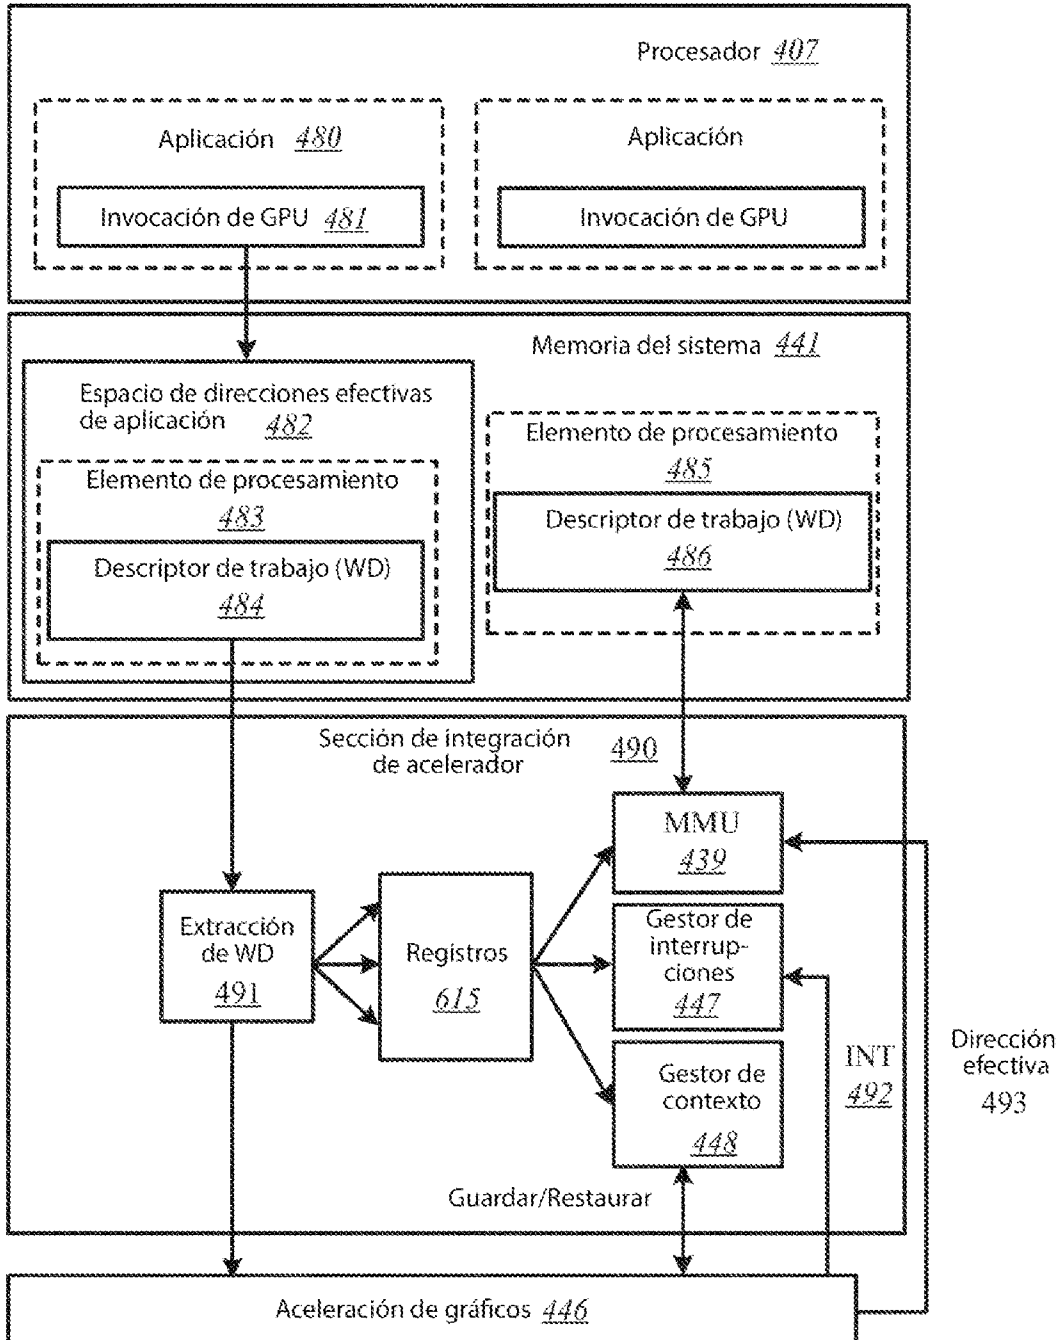 Procesador 407
Aplicación 480
Invocación de GPU 481
Aplicación
Invocación de GPU
Memoria del sistema 441
Espacio de direcciones efectivas
de aplicación 482
Elemento de procesamiento
483
Descriptor de trabajo (WD)
484
Elemento de procesamiento
485
Descriptor de trabajo (WD)
486
Sección de integración
de acelerador
490
Extracción
de WD
491
Registros
615
MMU
439
Gestor de
interrup-
ciones
447
Gestor de
contexto
448
INT
492
Dirección
efectiva
493
Guardar/Restaurar
Aceleración de gráficos 446